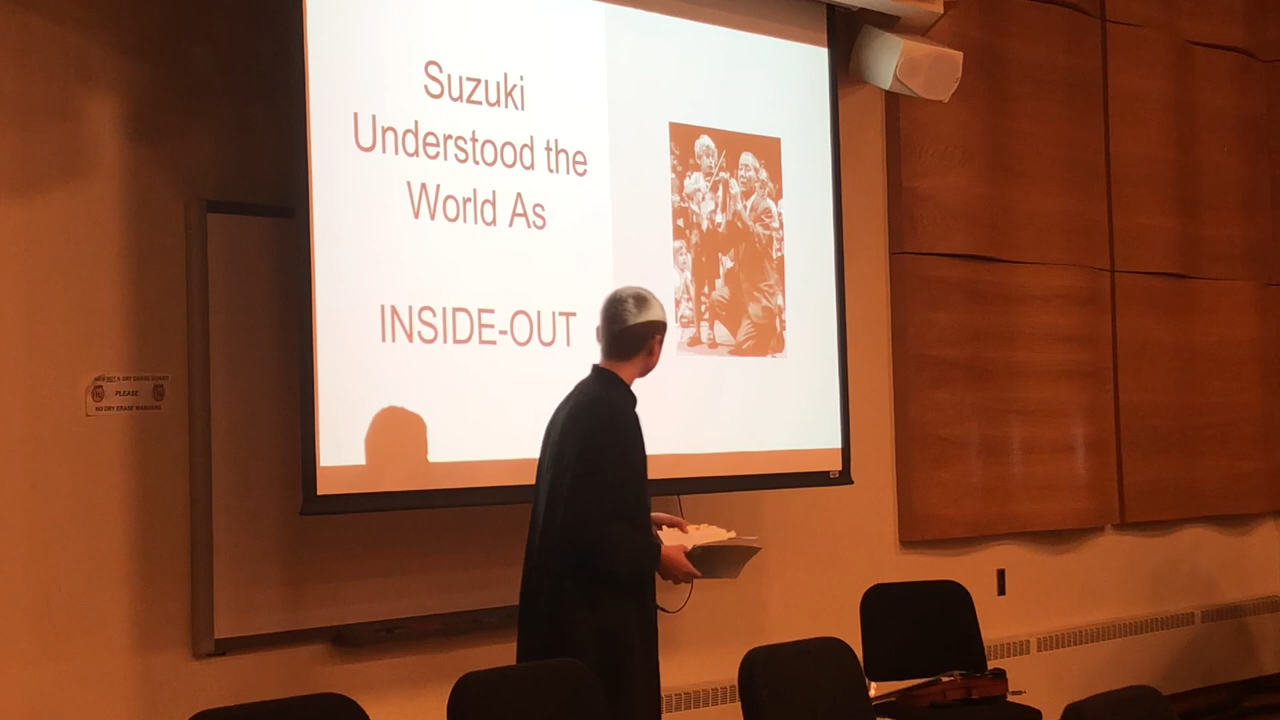 Suzuki
Understood the
World As
INSIDE-OUT
PLEASE
NO DRY ERASE MARKERS